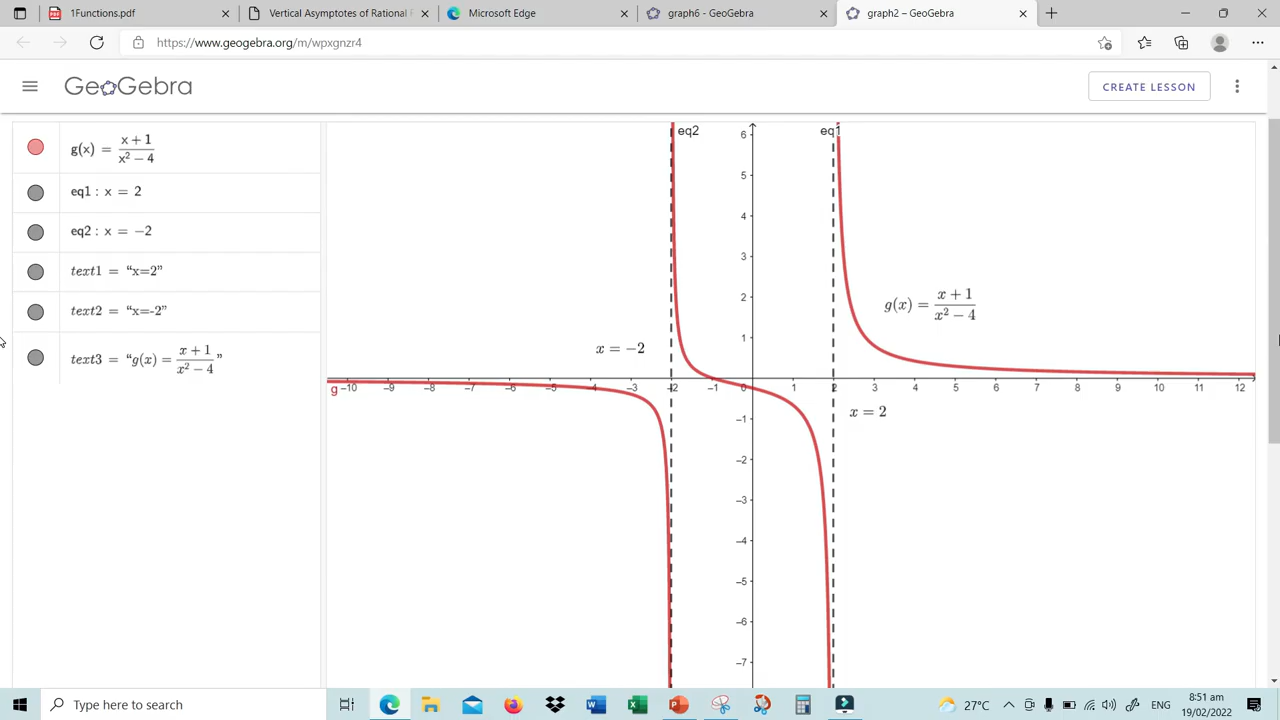 1Functions.pdf
Vertical Asymptotes of Rational F
Microsoft Edge
graph6 - GeoGebra
graph2 – GeoGebra
https://www.geogebra.org/m/wpxgnzr4
GeoGebra
CREATE LESSON
g(x) = (x + 1)/(x² − 4)
eq1 : x = 2
eq2 : x = −2
text1 = “x=2”
text2 = “x=-2”
text3 = “g(x) = (x + 1)/(x² − 4)”
eq2
eq1
6
5
4
3
2
1
g(x) = (x + 1)/(x² − 4)
x = −2
g −10 −9 −8 −7 −6 −5 −4 −3 −2 −1 0 1 2 3 4 5 6 7 8 9 10 11 12
x = 2
−1
−2
−3
−4
−5
−6
−7
Type here to search
27°C
ENG
8:51 am
19/02/2022